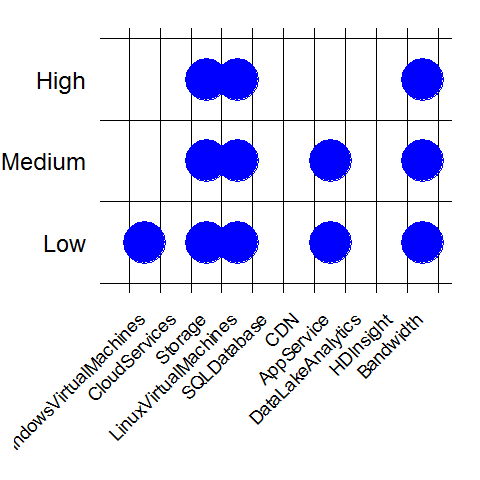 High
Medium
Low
ndowsVirtualMachines
CloudServices
Storage
LinuxVirtualMachines
SQLDatabase
CDN
AppService
DataLakeAnalytics
HDInsight
Bandwidth